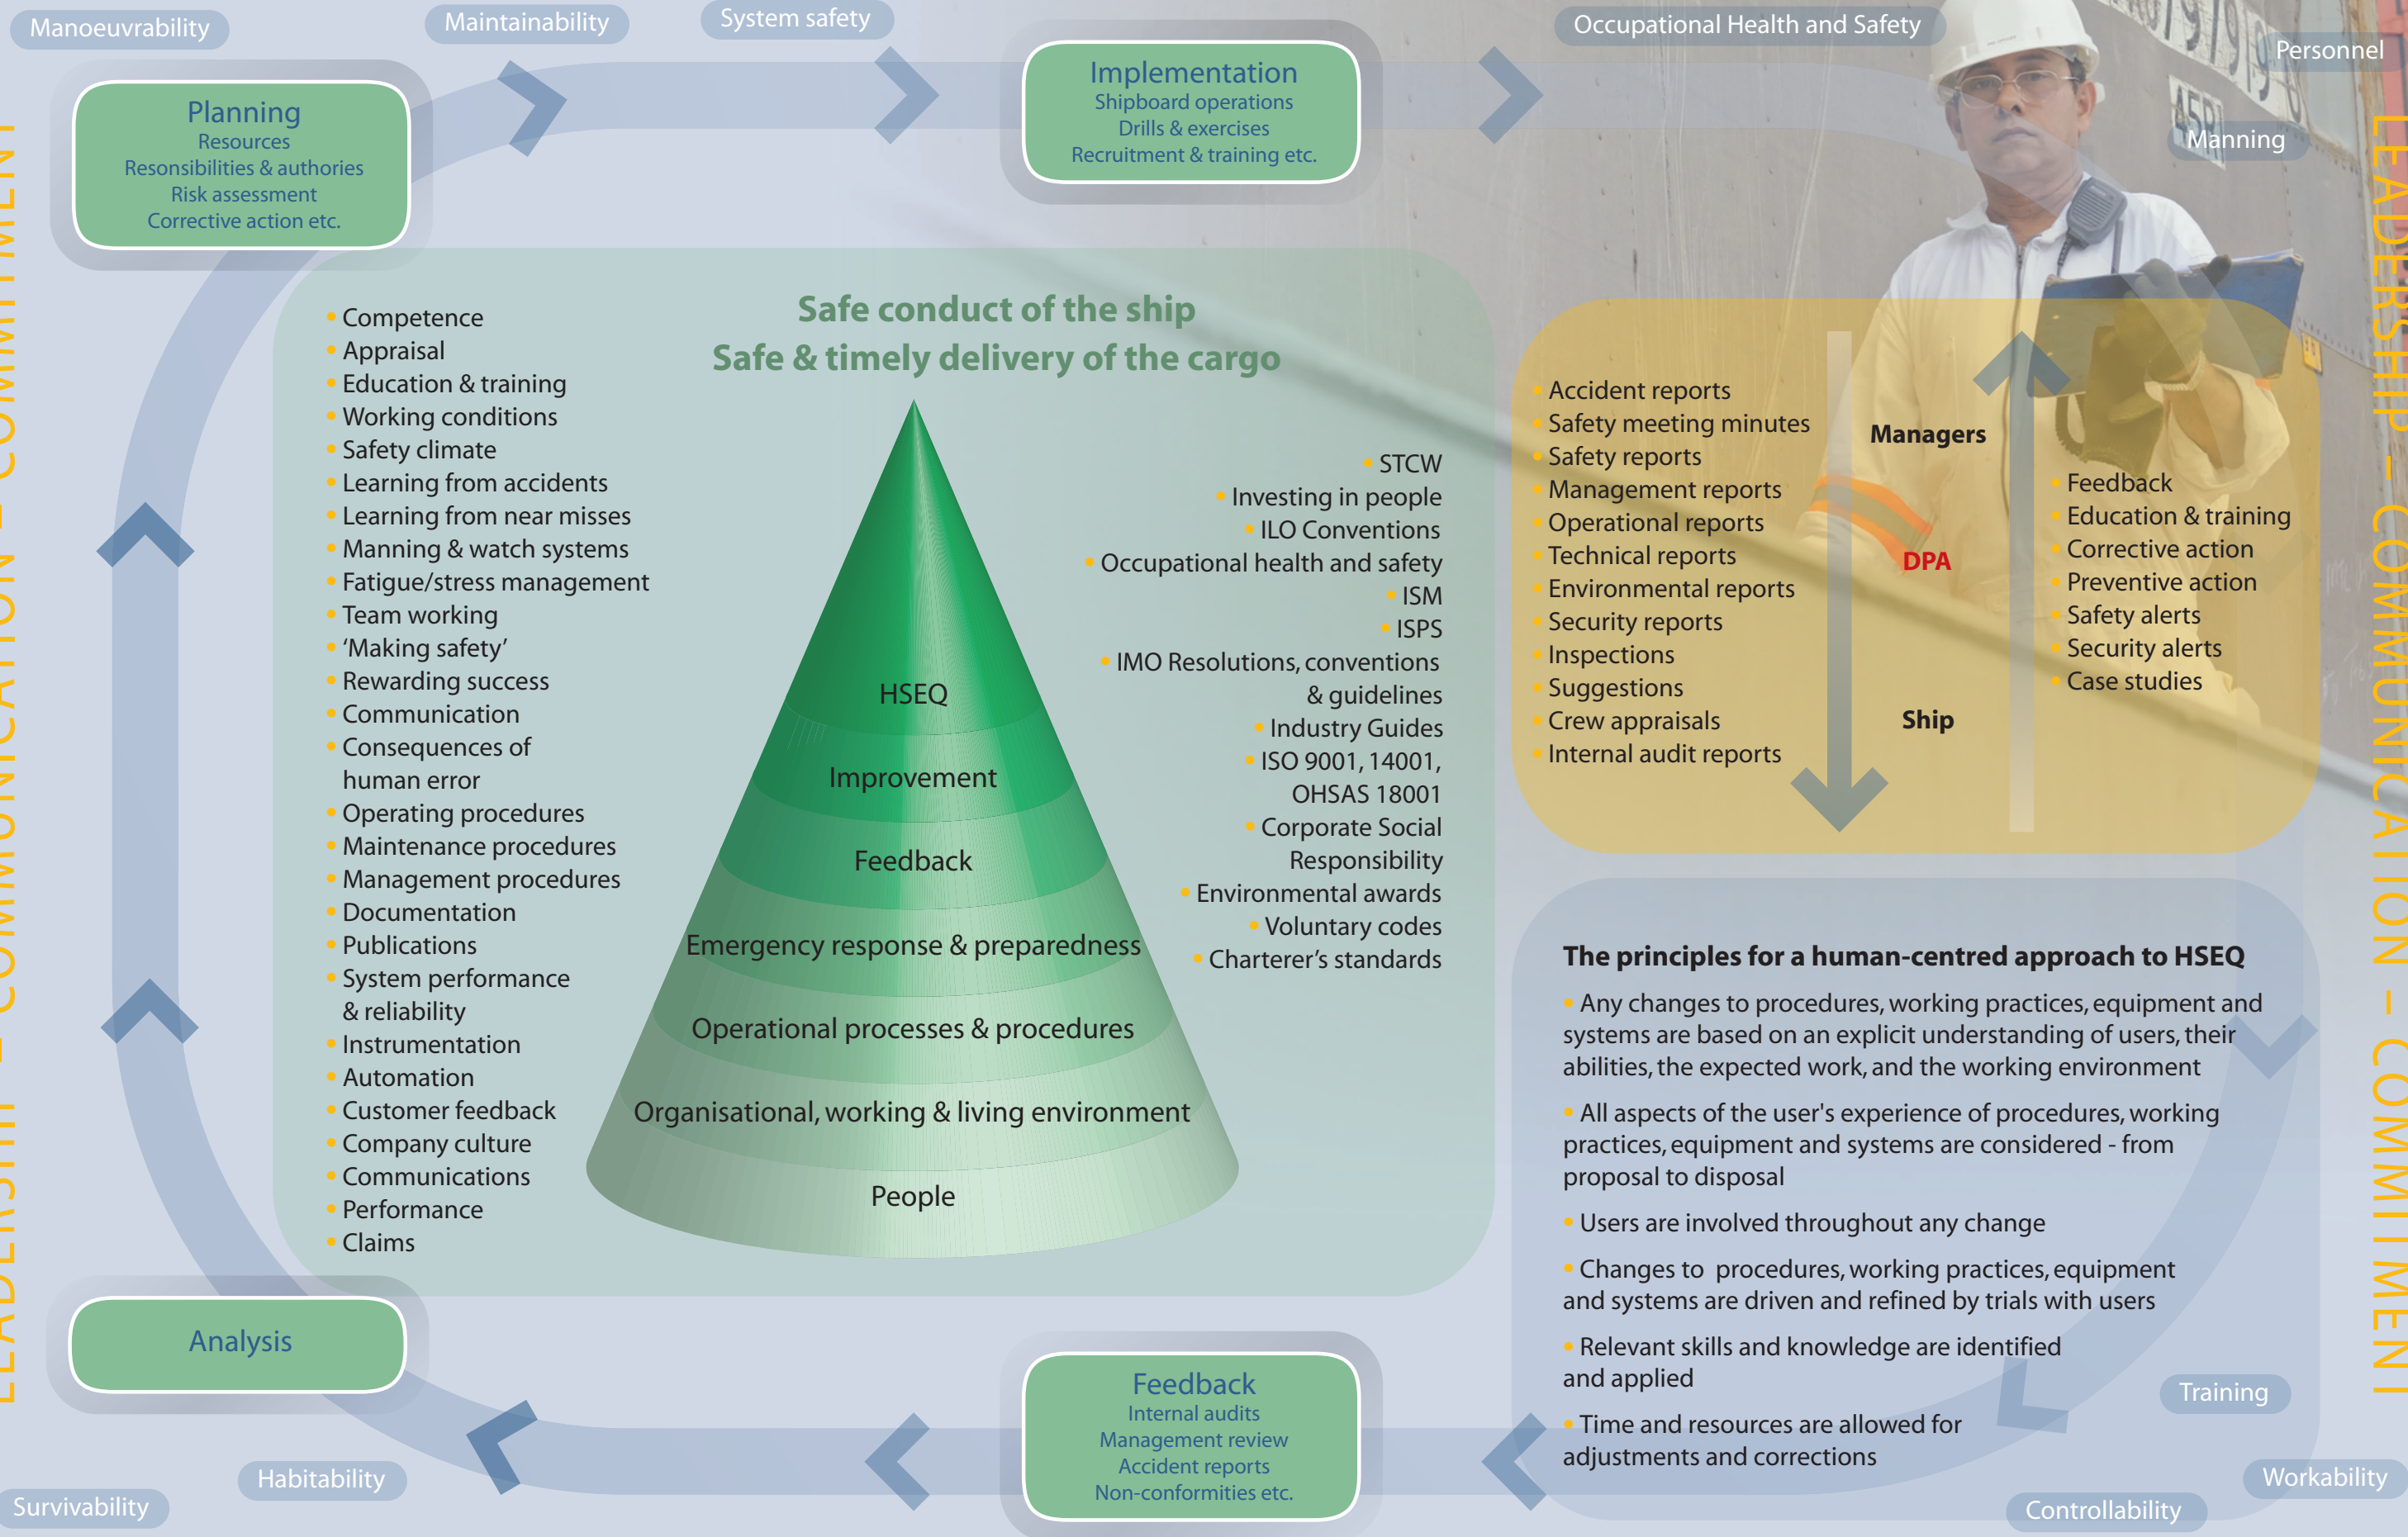 Manoeuvrability
Maintainability
System safety
Occupational Health and Safety
Personnel
Manning
Planning
Resources
Resonsibilities & authories
Risk assessment
Corrective action etc.
Implementation
Shipboard operations
Drills & exercises
Recruitment & training etc.
LEADERSHIP – COMMUNICATION – COMMITMENT
LEADERSHIP – COMMUNICATION – COMMITMENT
Safe conduct of the ship
Safe & timely delivery of the cargo
• Competence
• Appraisal
• Education & training
• Working conditions
• Safety climate
• Learning from accidents
• Learning from near misses
• Manning & watch systems
• Fatigue/stress management
• Team working
• ‘Making safety’
• Rewarding success
• Communication
• Consequences of
human error
• Operating procedures
• Maintenance procedures
• Management procedures
• Documentation
• Publications
• System performance
& reliability
• Instrumentation
• Automation
• Customer feedback
• Company culture
• Communications
• Performance
• Claims
HSEQ
Improvement
Feedback
Emergency response & preparedness
Operational processes & procedures
Organisational, working & living environment
People
• STCW
• Investing in people
• ILO Conventions
• Occupational health and safety
• ISM
• ISPS
• IMO Resolutions, conventions
& guidelines
• Industry Guides
• ISO 9001, 14001,
OHSAS 18001
• Corporate Social
Responsibility
• Environmental awards
• Voluntary codes
• Charterer’s standards
• Accident reports
• Safety meeting minutes
• Safety reports
• Management reports
• Operational reports
• Technical reports
• Environmental reports
• Security reports
• Inspections
• Suggestions
• Crew appraisals
• Internal audit reports
Managers
DPA
Ship
• Feedback
• Education & training
• Corrective action
• Preventive action
• Safety alerts
• Security alerts
• Case studies
The principles for a human-centred approach to HSEQ
• Any changes to procedures, working practices, equipment and
systems are based on an explicit understanding of users, their
abilities, the expected work, and the working environment
• All aspects of the user's experience of procedures, working
practices, equipment and systems are considered - from
proposal to disposal
• Users are involved throughout any change
• Changes to procedures, working practices, equipment
and systems are driven and refined by trials with users
• Relevant skills and knowledge are identified
and applied
• Time and resources are allowed for
adjustments and corrections
Analysis
Feedback
Internal audits
Management review
Accident reports
Non-conformities etc.
Training
Workability
Controllability
Habitability
Survivability